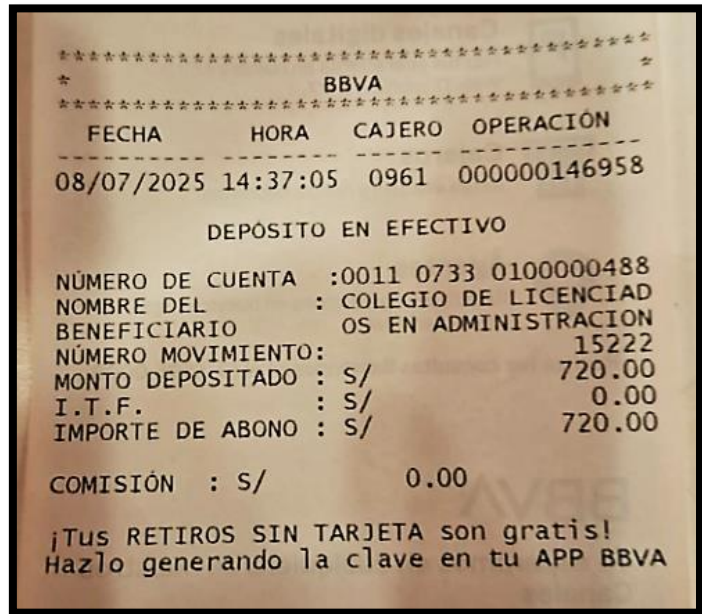 ****************************************
* BBVA *
****************************************
FECHA HORA CAJERO OPERACIÓN
---------- -------- ------ ------------
08/07/2025 14:37:05 0961 000000146958
DEPÓSITO EN EFECTIVO
NÚMERO DE CUENTA :0011 0733 0100000488
NOMBRE DEL : COLEGIO DE LICENCIAD
BENEFICIARIO OS EN ADMINISTRACION
NÚMERO MOVIMIENTO: 15222
MONTO DEPOSITADO : S/ 720.00
I.T.F. : S/ 0.00
IMPORTE DE ABONO : S/ 720.00
COMISIÓN : S/ 0.00
¡Tus RETIROS SIN TARJETA son gratis!
Hazlo generando la clave en tu APP BBVA